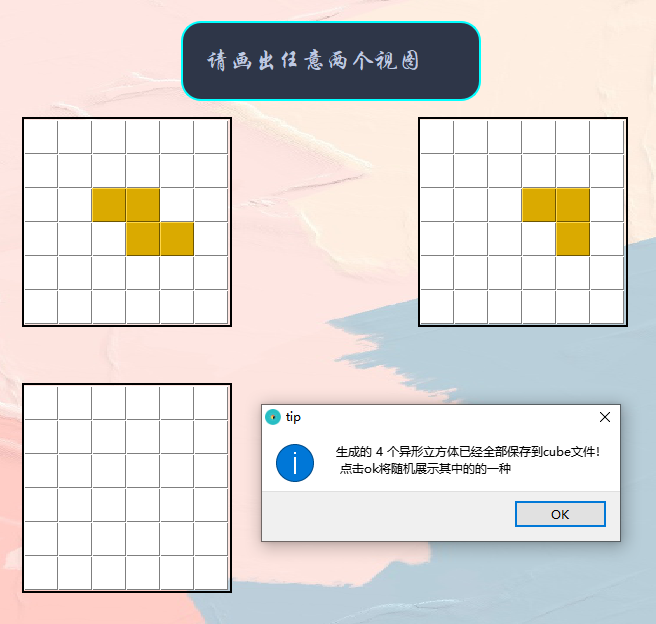 请画出任意两个视图
tip
生成的 4 个异形立方体已经全部保存到cube文件!
点击ok将随机展示其中的的一种
OK